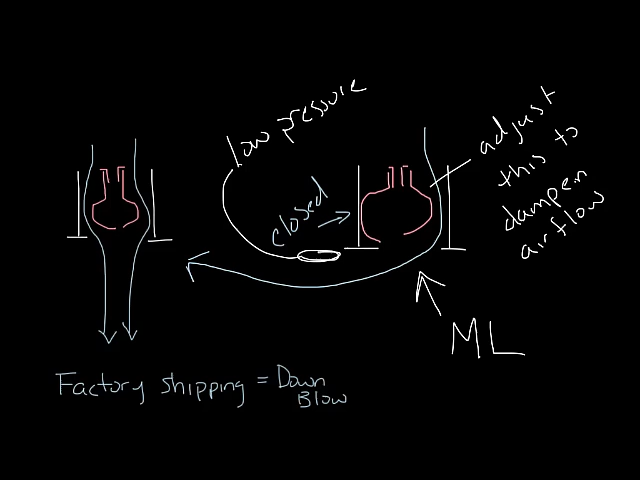 low pressure
closed
adjust
this to
dampen
airflow
ML
Factory shipping = Down
Blow